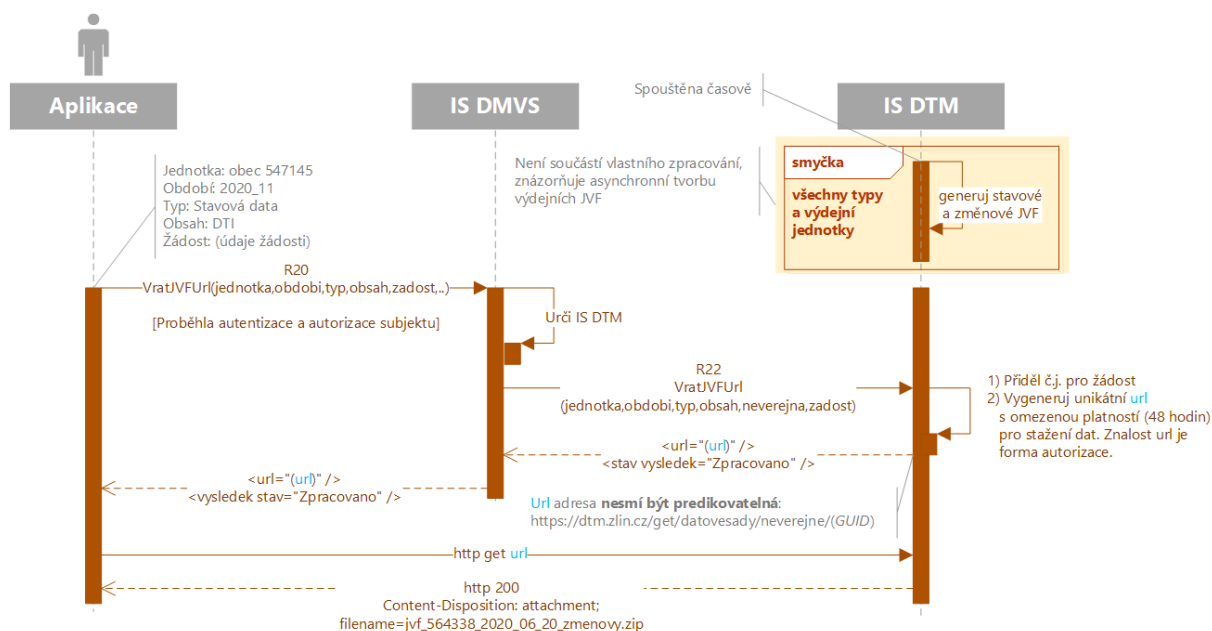 Aplikace
IS DMVS
Spouštěna časově
IS DTM
Jednotka: obec 547145
Období: 2020_11
Typ: Stavová data
Obsah: DTI
Žádost: (údaje žádosti)
Není součástí vlastního zpracování,
znázorňuje asynchronní tvorbu
výdejních JVF
smyčka
všechny typy
a výdejní
jednotky
generuj stavové
a změnové JVF
R20
VratJVFUrl(jednotka,obdobi,typ,obsah,zadost,..)
[Proběhla autentizace a autorizace subjektu]
Urči IS DTM
R22
VratJVFUrl
(jednotka,obdobi,typ,obsah,neverejna,zadost)
1) Přiděl č.j. pro žádost
2) Vygeneruj unikátní url
s omezenou platností (48 hodin)
pro stažení dat. Znalost url je
forma autorizace.
<url="(url)" />
<stav vysledek="Zpracovano" />
<url="(url)" />
<vysledek stav="Zpracovano" />
Url adresa nesmí být predikovatelná:
https://dtm.zlin.cz/get/datovesady/neverejne/(GUID)
http get url
http 200
Content-Disposition: attachment;
filename=jvf_564338_2020_06_20_zmenovy.zip